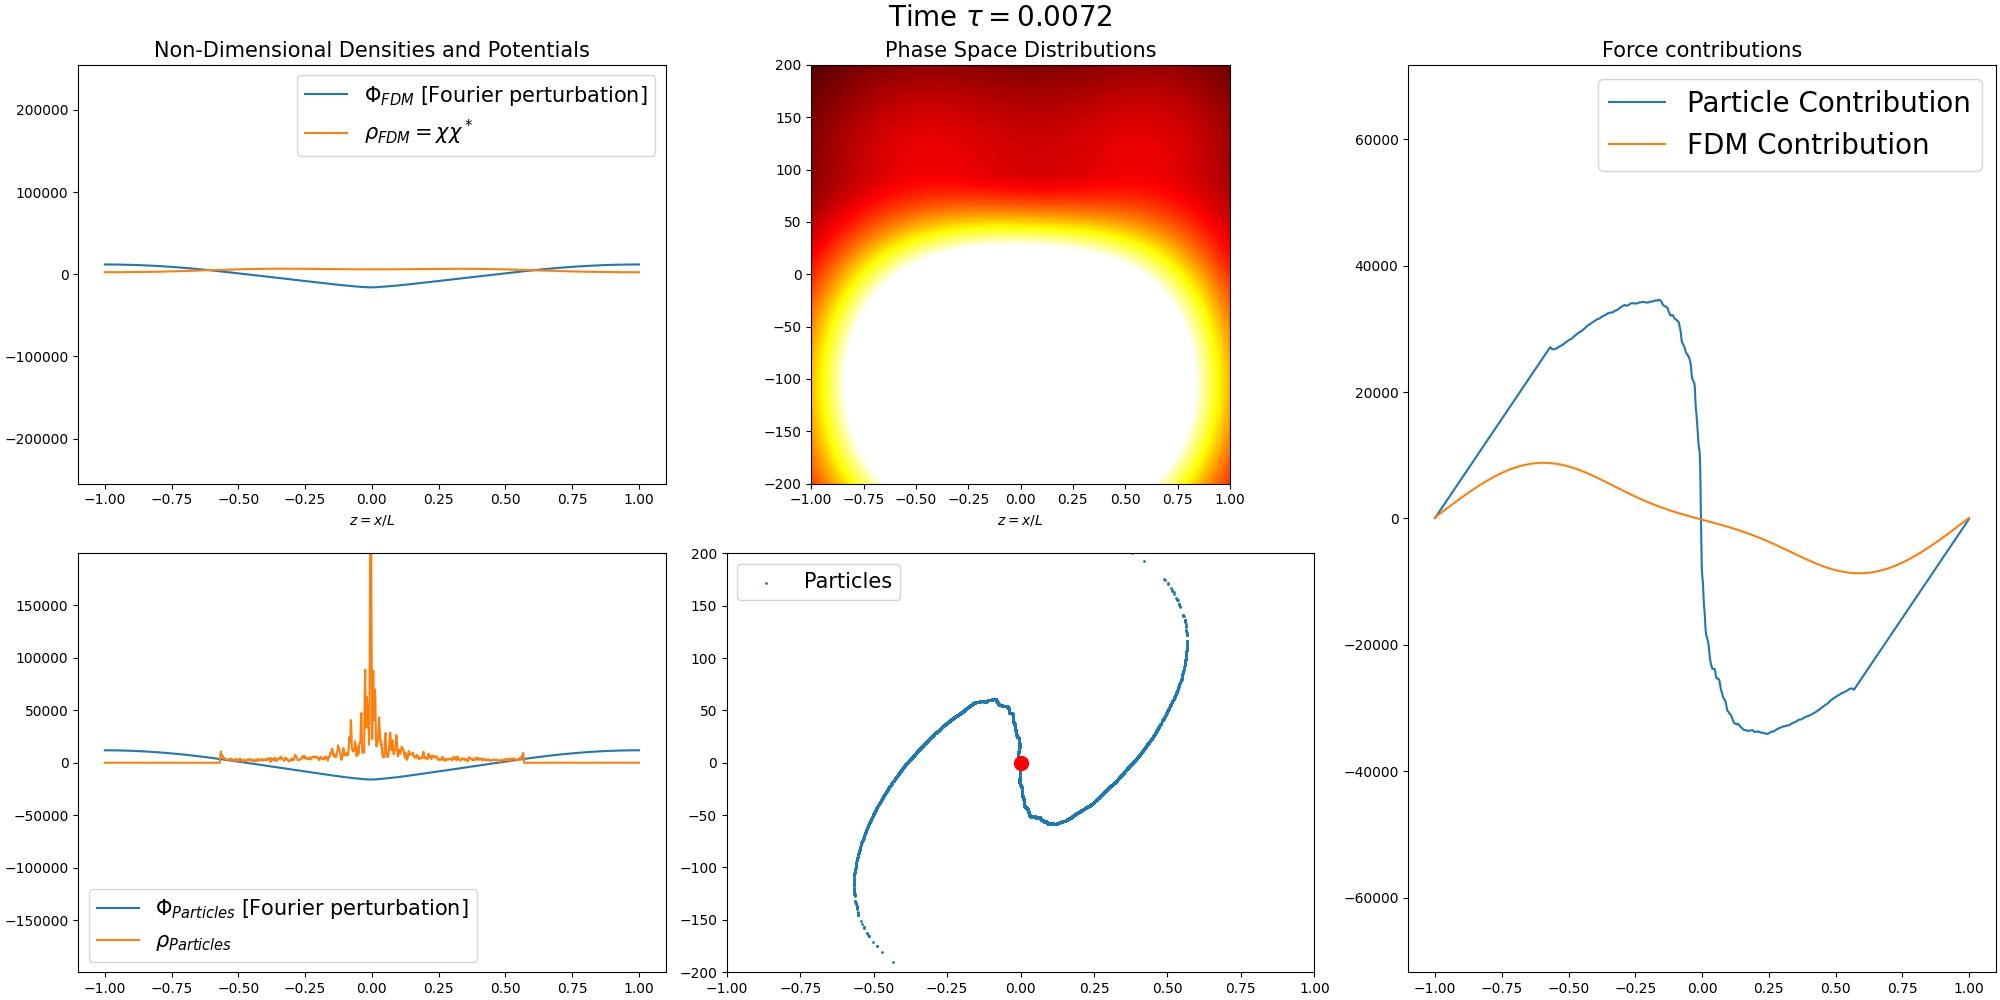 Time τ = 0.0072
Non-Dimensional Densities and Potentials
Φ_FDM [Fourier perturbation]
ρ_FDM = χχ*
200000
100000
0
−100000
−200000
−1.00 −0.75 −0.50 −0.25 0.00 0.25 0.50 0.75 1.00
z = x/L
Phase Space Distributions
200
150
100
50
0
−50
−100
−150
−200
−1.00 −0.75 −0.50 −0.25 0.00 0.25 0.50 0.75 1.00
z = x/L
Force contributions
Particle Contribution
FDM Contribution
60000
40000
20000
0
−20000
−40000
−60000
−1.00 −0.75 −0.50 −0.25 0.00 0.25 0.50 0.75 1.00
150000
100000
50000
0
−50000
−100000
−150000
Φ_Particles [Fourier perturbation]
ρ_Particles
−1.00 −0.75 −0.50 −0.25 0.00 0.25 0.50 0.75 1.00
Particles
200
150
100
50
0
−50
−100
−150
−200
−1.00 −0.75 −0.50 −0.25 0.00 0.25 0.50 0.75 1.00